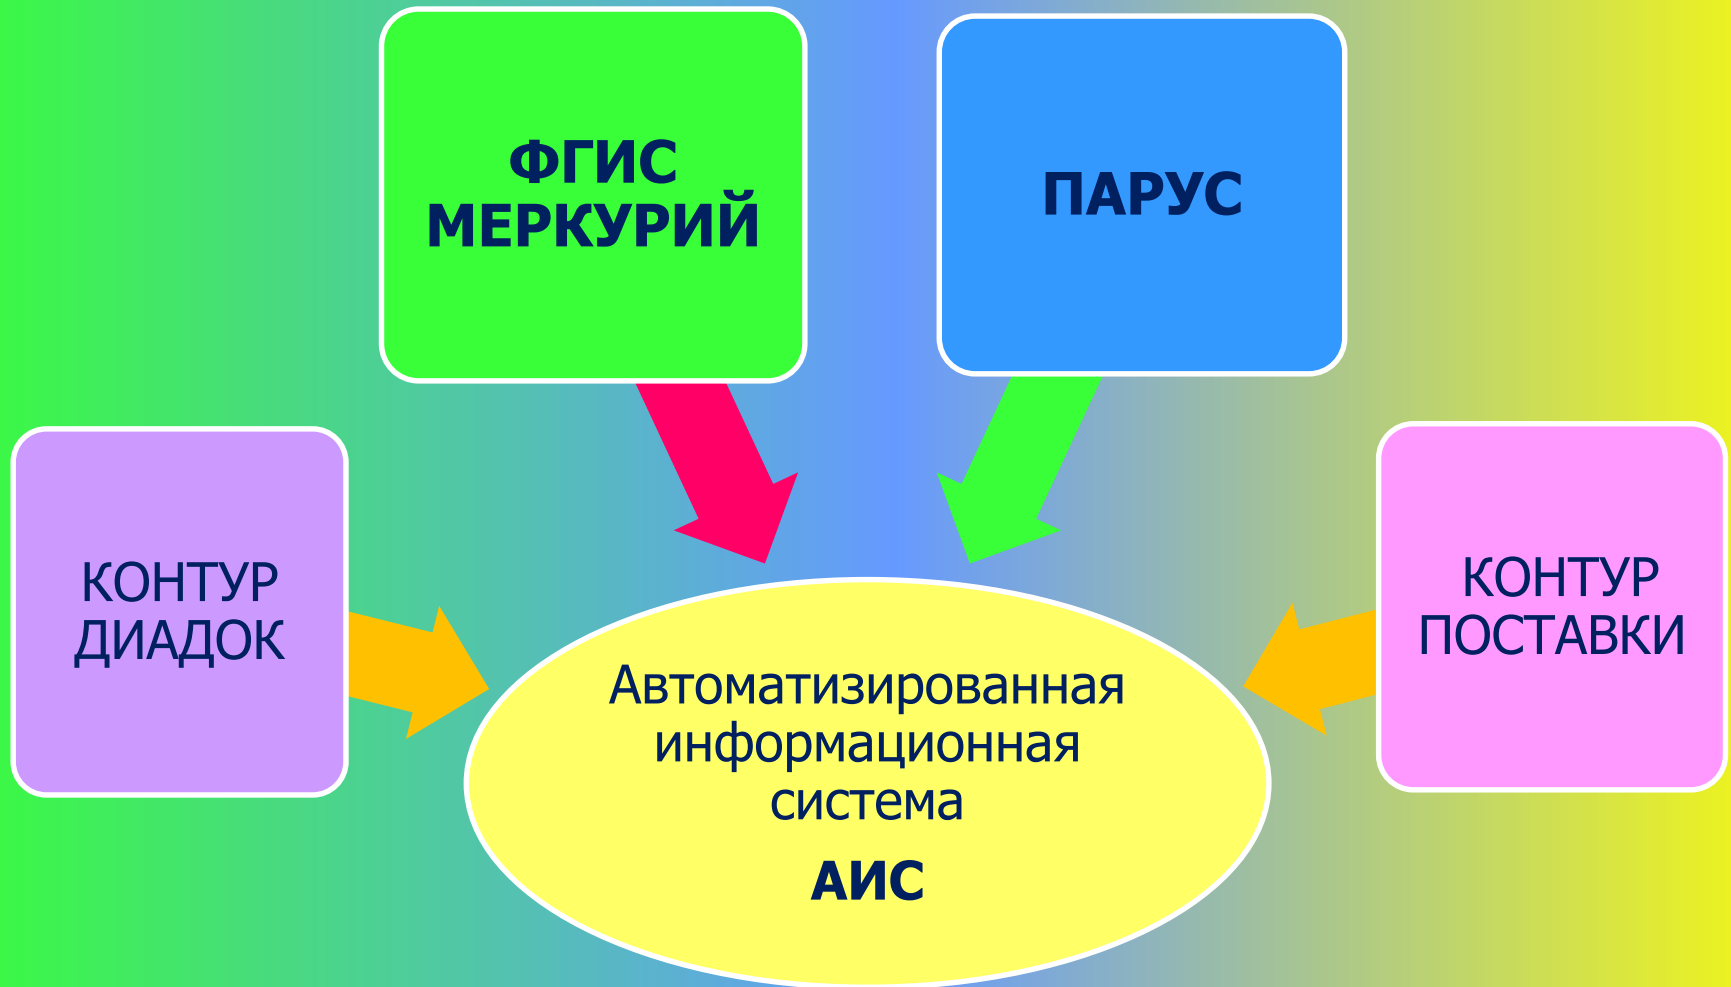 ФГИС
МЕРКУРИЙ
ПАРУС
КОНТУР
ДИАДОК
КОНТУР
ПОСТАВКИ
Автоматизированная
информационная
система
АИС